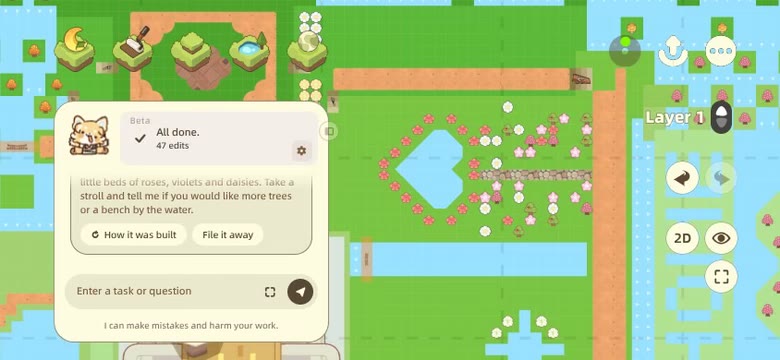 Beta
All done.
47 edits
little beds of roses, violets and daisies. Take a
stroll and tell me if you would like more trees
or a bench by the water.
How it was built
File it away
Enter a task or question
I can make mistakes and harm your work.
Layer 1
2D